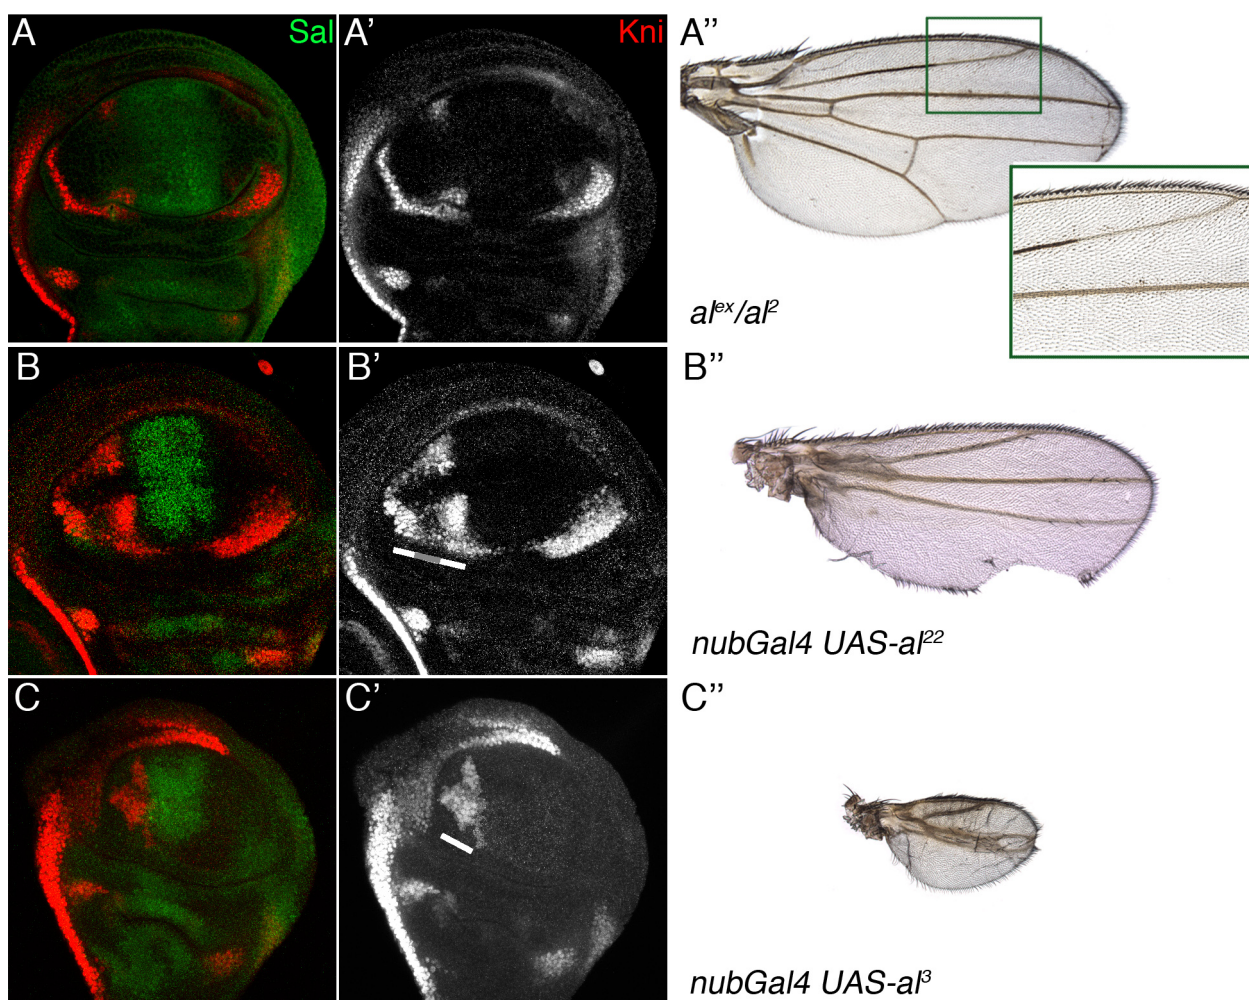 A Sal A’ Kni A”
al^ex/al^2
B B’ B”
nubGal4 UAS-al^22
C C’ C”
nubGal4 UAS-al^3